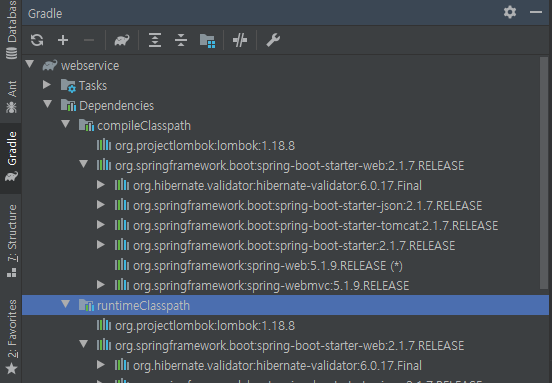 Gradle
webservice
Tasks
Dependencies
compileClasspath
org.projectlombok:lombok:1.18.8
org.springframework.boot:spring-boot-starter-web:2.1.7.RELEASE
org.hibernate.validator:hibernate-validator:6.0.17.Final
org.springframework.boot:spring-boot-starter-json:2.1.7.RELEASE
org.springframework.boot:spring-boot-starter-tomcat:2.1.7.RELEASE
org.springframework.boot:spring-boot-starter:2.1.7.RELEASE
org.springframework:spring-web:5.1.9.RELEASE (*)
org.springframework:spring-webmvc:5.1.9.RELEASE
runtimeClasspath
org.projectlombok:lombok:1.18.8
org.springframework.boot:spring-boot-starter-web:2.1.7.RELEASE
org.hibernate.validator:hibernate-validator:6.0.17.Final
Databas
Ant
Gradle
7: Structure
2: Favorites